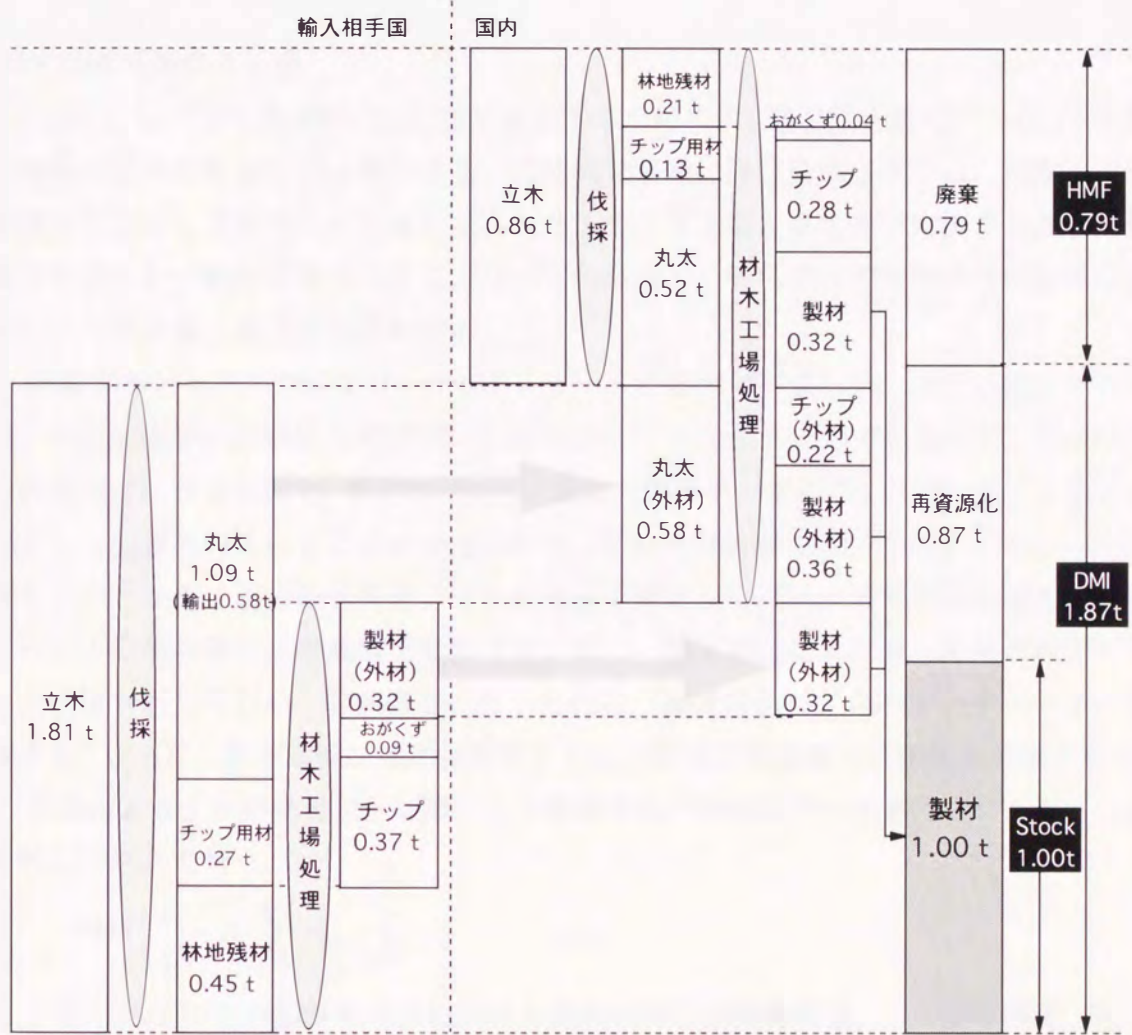 輸入相手国
国内
立木
0.86 t
伐採
林地残材
0.21 t
チップ用材
0.13 t
丸太
0.52 t
丸太
(外材)
0.58 t
材木工場処理
おがくず0.04 t
チップ
0.28 t
製材
0.32 t
チップ
(外材)
0.22 t
製材
(外材)
0.36 t
製材
(外材)
0.32 t
廃棄
0.79 t
再資源化
0.87 t
製材
1.00 t
HMF
0.79t
DMI
1.87t
Stock
1.00t
立木
1.81 t
伐採
丸太
1.09 t
(輸出0.58t)
チップ用材
0.27 t
林地残材
0.45 t
材木工場処理
製材
(外材)
0.32 t
おがくず
0.09 t
チップ
0.37 t